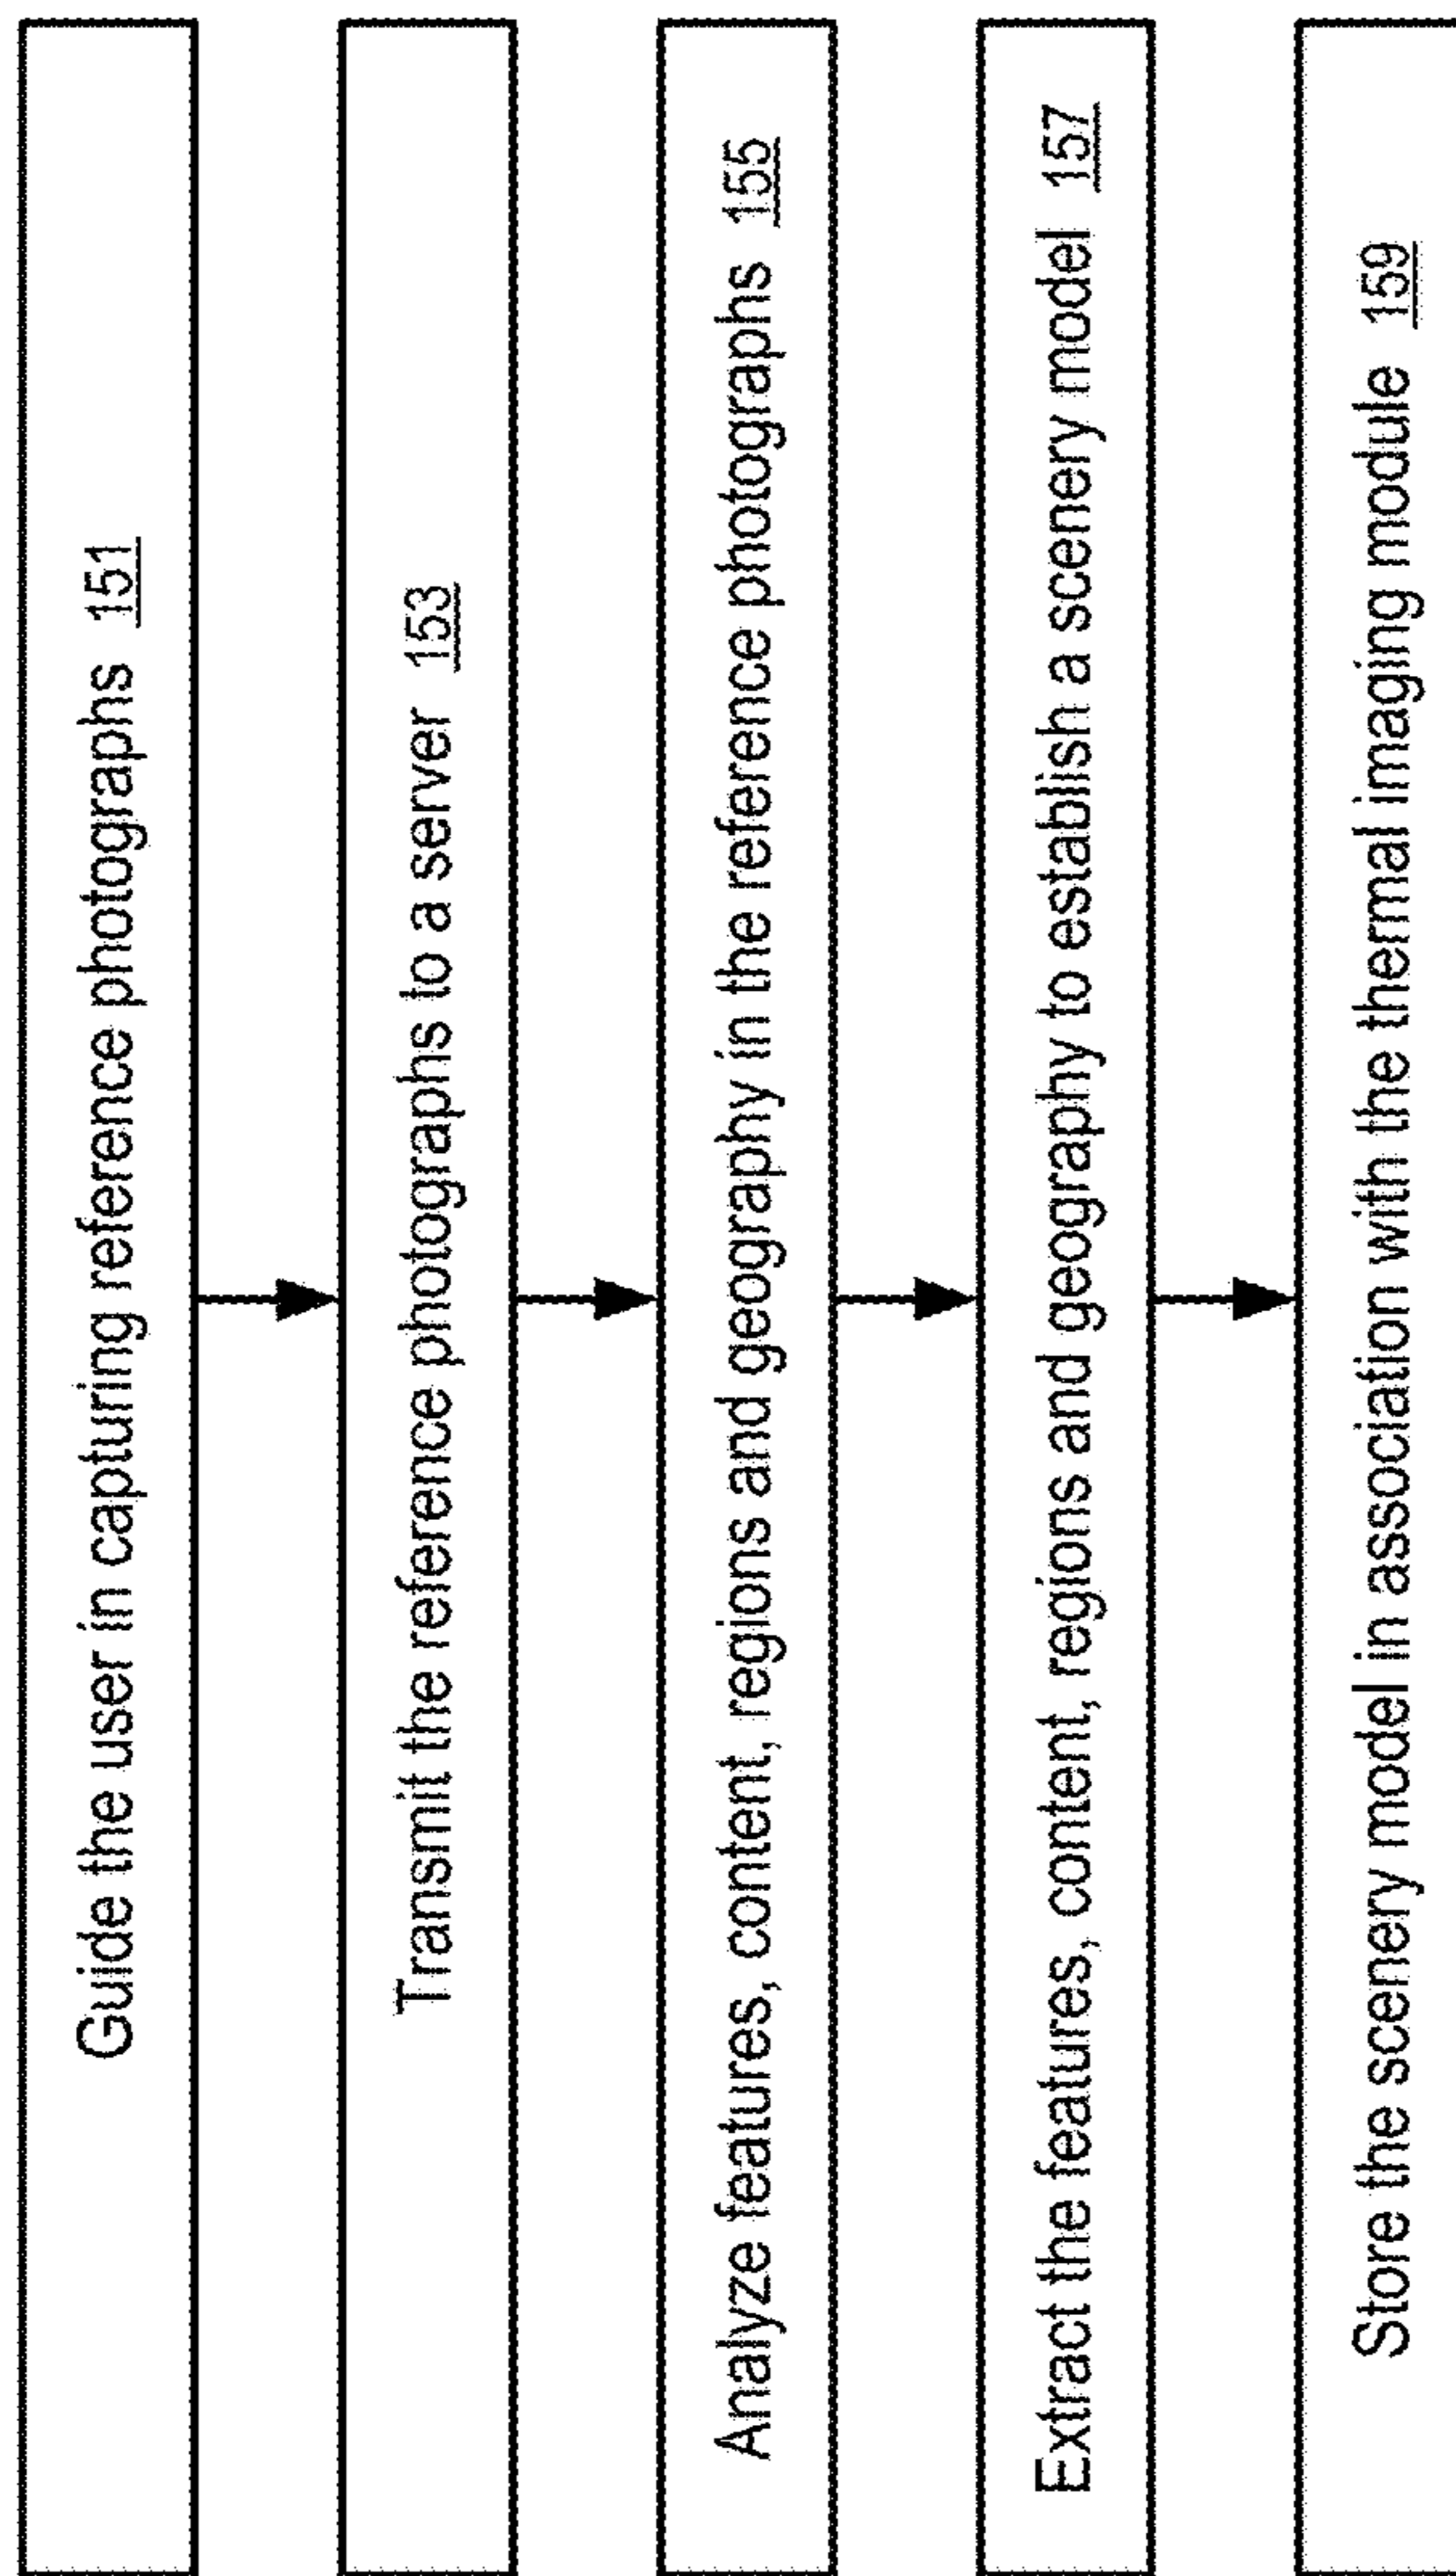 Guide the user in capturing reference photographs 151
Transmit the reference photographs to a server 153
Analyze features, content, regions and geography in the reference photographs 155
Extract the features, content, regions and geography to establish a scenery model 157
Store the scenery model in association with the thermal imaging module 159